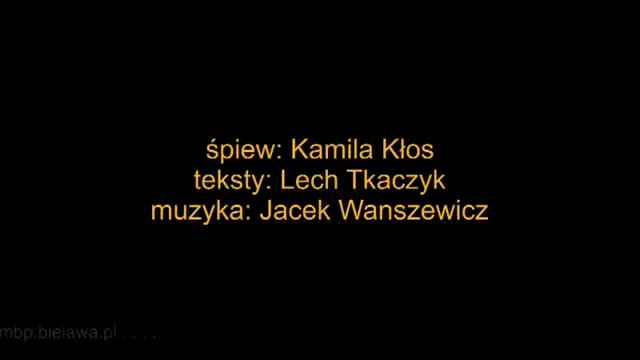 śpiew: Kamila Kłos
teksty: Lech Tkaczyk
muzyka: Jacek Wanszewicz
mbp.bielawa.pl . . . .